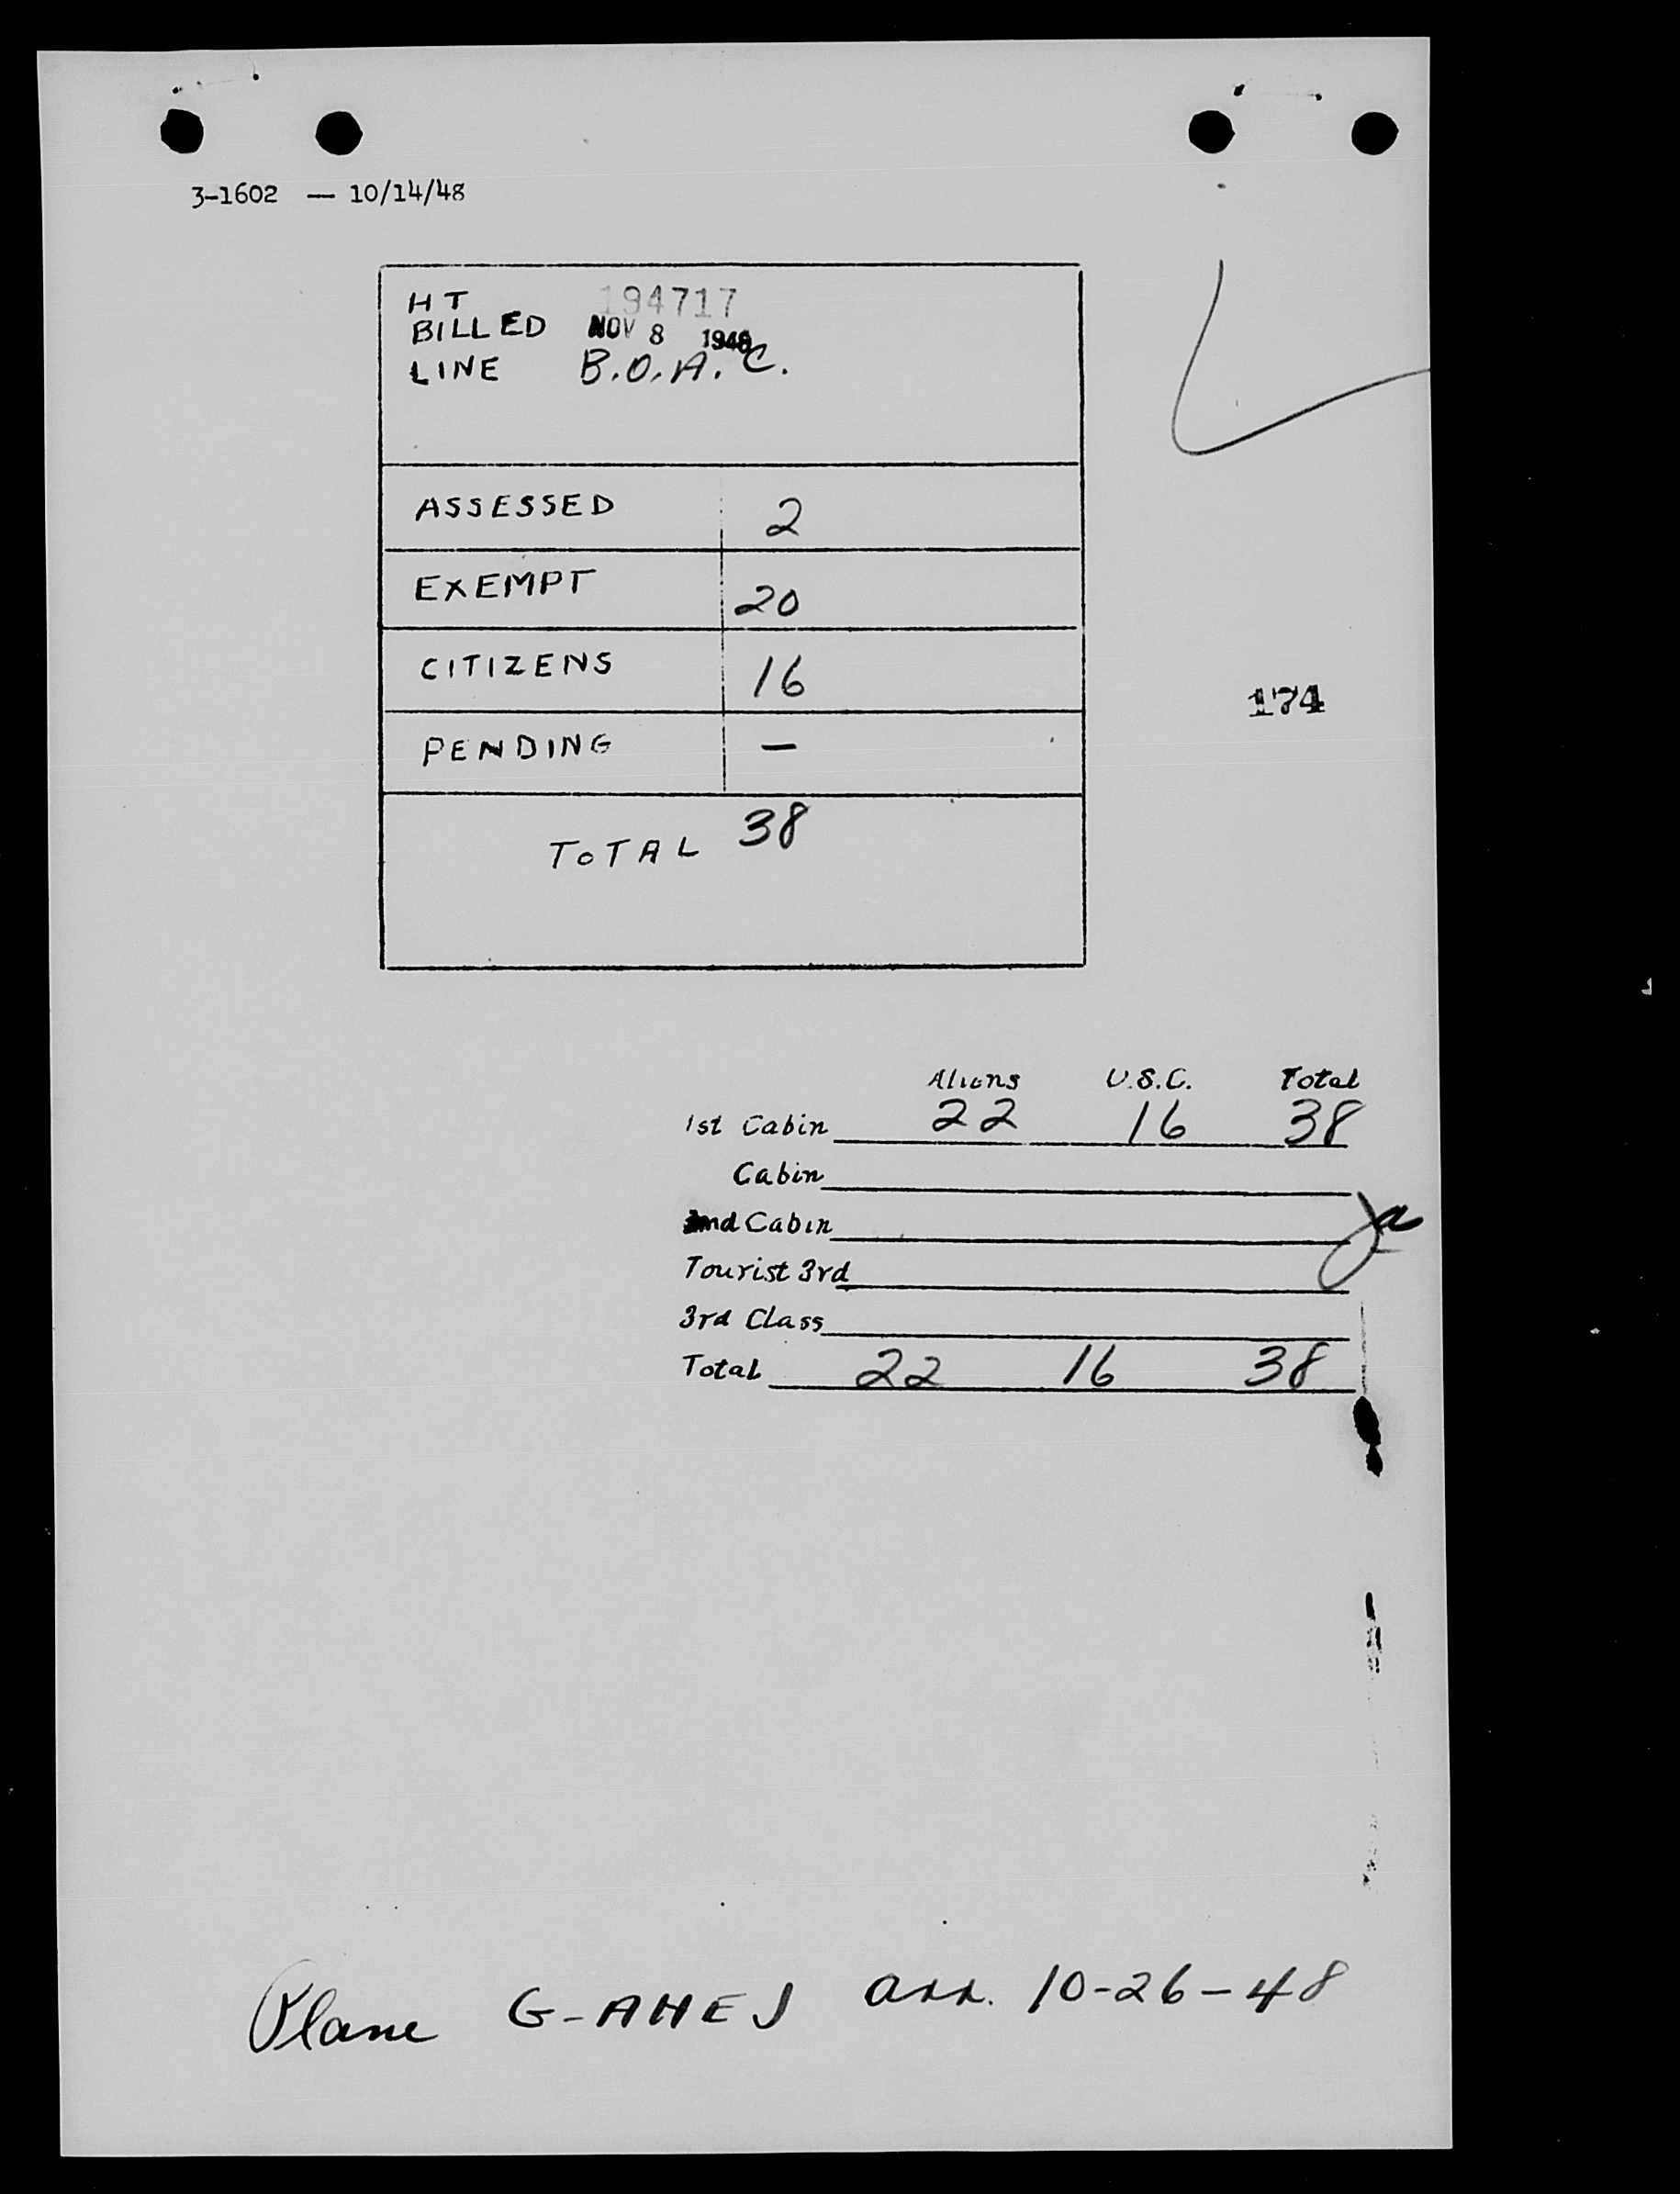 3-1602 — 10/14/48
HT 194717
BILLED NOV 8 1948
LINE B.O.A.C.
ASSESSED 2
EXEMPT 20
CITIZENS 16
174
PENDING —
TOTAL 38
Aliens U.S.C. Total
1st Cabin 22 16 38
Cabin
2nd Cabin
Tourist 3rd
3rd Class
Total 22 16 38
Plane G-AHEJ arr. 10-26-48